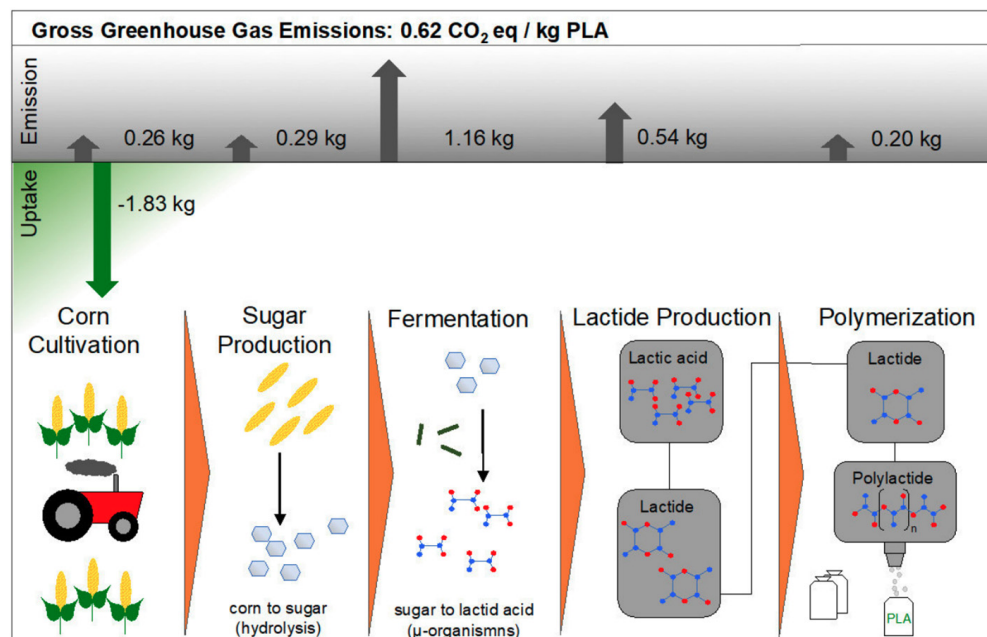 Gross Greenhouse Gas Emissions: 0.62 CO₂ eq / kg PLA
Emission
0.26 kg
0.29 kg
1.16 kg
0.54 kg
0.20 kg
Uptake
-1.83 kg
Corn
Cultivation
Sugar
Production
corn to sugar
(hydrolysis)
Fermentation
sugar to lactid acid
(µ-organismns)
Lactide Production
Lactic acid
Lactide
Polymerization
Lactide
Polylactide
n
PLA